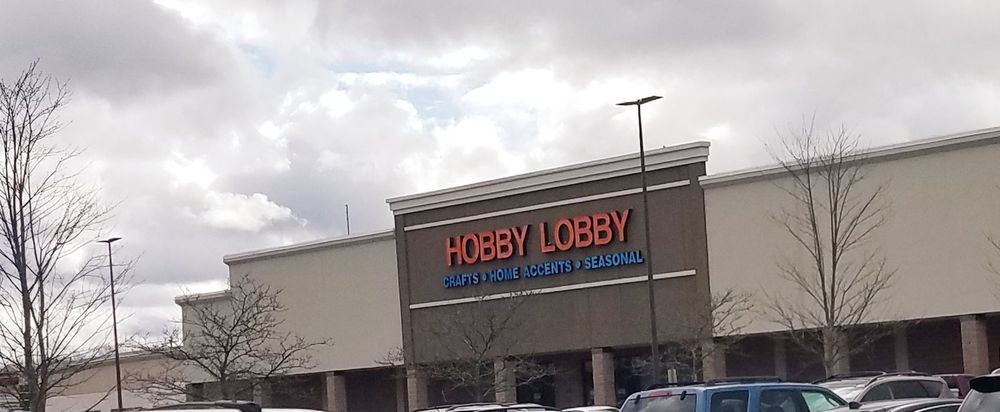 HOBBY LOBBY
CRAFTS • HOME ACCENTS • SEASONAL